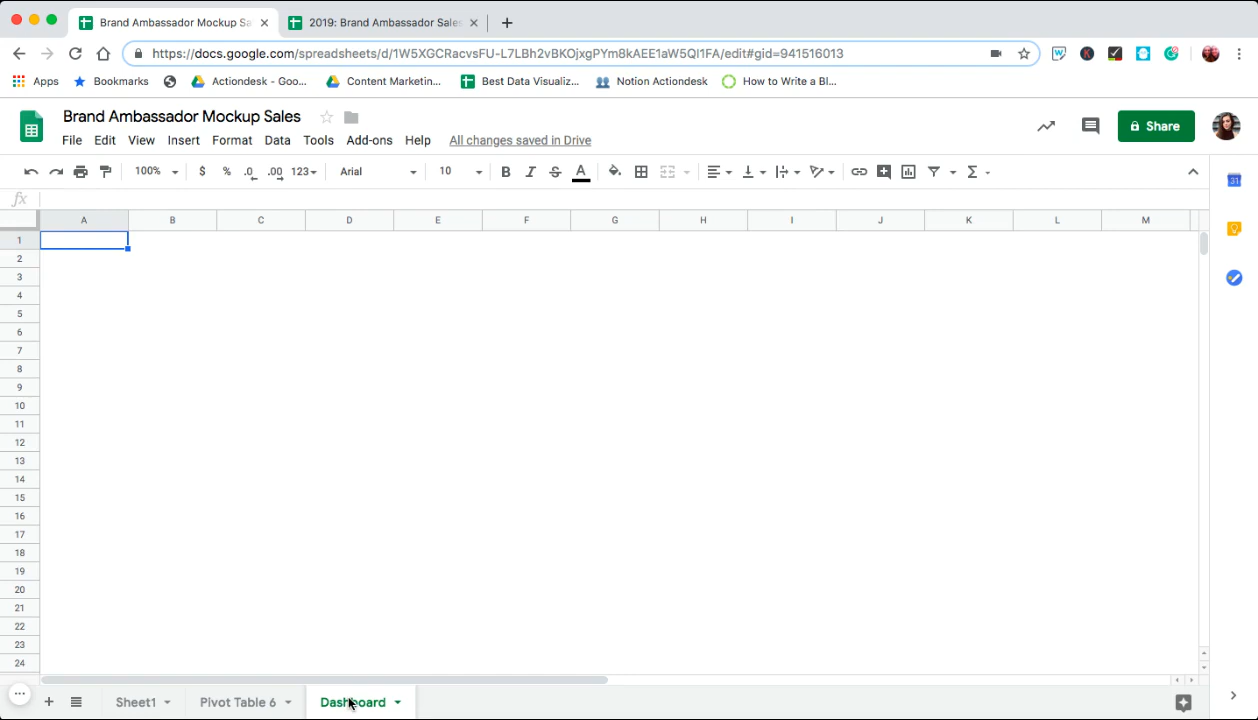 Brand Ambassador Mockup Sa
2019: Brand Ambassador Sales
https://docs.google.com/spreadsheets/d/1W5XGCRacvsFU-L7LBh2vBKOjxgPYm8kAEE1aW5Ql1FA/edit#gid=941516013
Apps Bookmarks Actiondesk - Goo... Content Marketin... Best Data Visualiz... Notion Actiondesk How to Write a Bl...
Brand Ambassador Mockup Sales
Share
File Edit View Insert Format Data Tools Add-ons Help All changes saved in Drive
100% $ % .0 .00 123 Arial 10 B I S A Σ
31
fx
A B C D E F G H I J K L M
1
2
3
4
5
6
7
8
9
10
11
12
13
14
15
16
17
18
19
20
21
22
23
24
Sheet1 Pivot Table 6 Dashboard